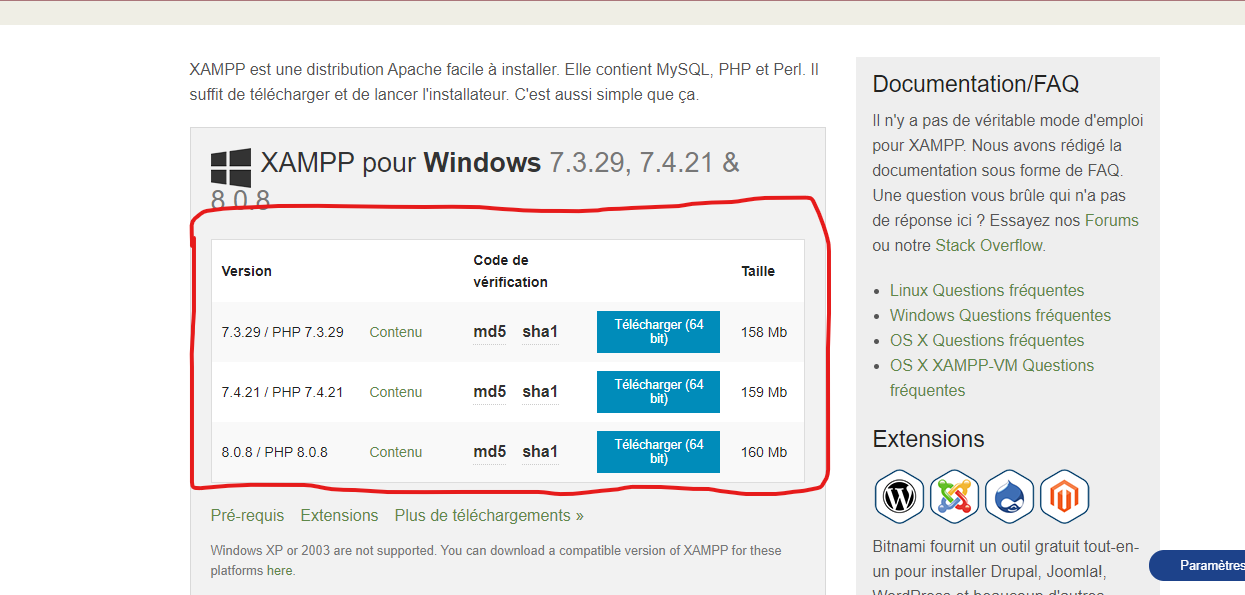 XAMPP est une distribution Apache facile à installer. Elle contient MySQL, PHP et Perl. Il
suffit de télécharger et de lancer l'installateur. C'est aussi simple que ça.
XAMPP pour Windows 7.3.29, 7.4.21 &
8.0.8
Version
Code de
vérification
Taille
7.3.29 / PHP 7.3.29 Contenu md5 sha1 Télécharger (64
bit) 158 Mb
7.4.21 / PHP 7.4.21 Contenu md5 sha1 Télécharger (64
bit) 159 Mb
8.0.8 / PHP 8.0.8 Contenu md5 sha1 Télécharger (64
bit) 160 Mb
Pré-requis Extensions Plus de téléchargements »
Windows XP or 2003 are not supported. You can download a compatible version of XAMPP for these
platforms here.
Documentation/FAQ
Il n'y a pas de véritable mode d'emploi
pour XAMPP. Nous avons rédigé la
documentation sous forme de FAQ.
Une question vous brûle qui n'a pas
de réponse ici ? Essayez nos Forums
ou notre Stack Overflow.
Linux Questions fréquentes
Windows Questions fréquentes
OS X Questions fréquentes
OS X XAMPP-VM Questions
fréquentes
Extensions
Bitnami fournit un outil gratuit tout-en-
un pour installer Drupal, Joomla!,
WordPress et beaucoup d'autres
Paramètres